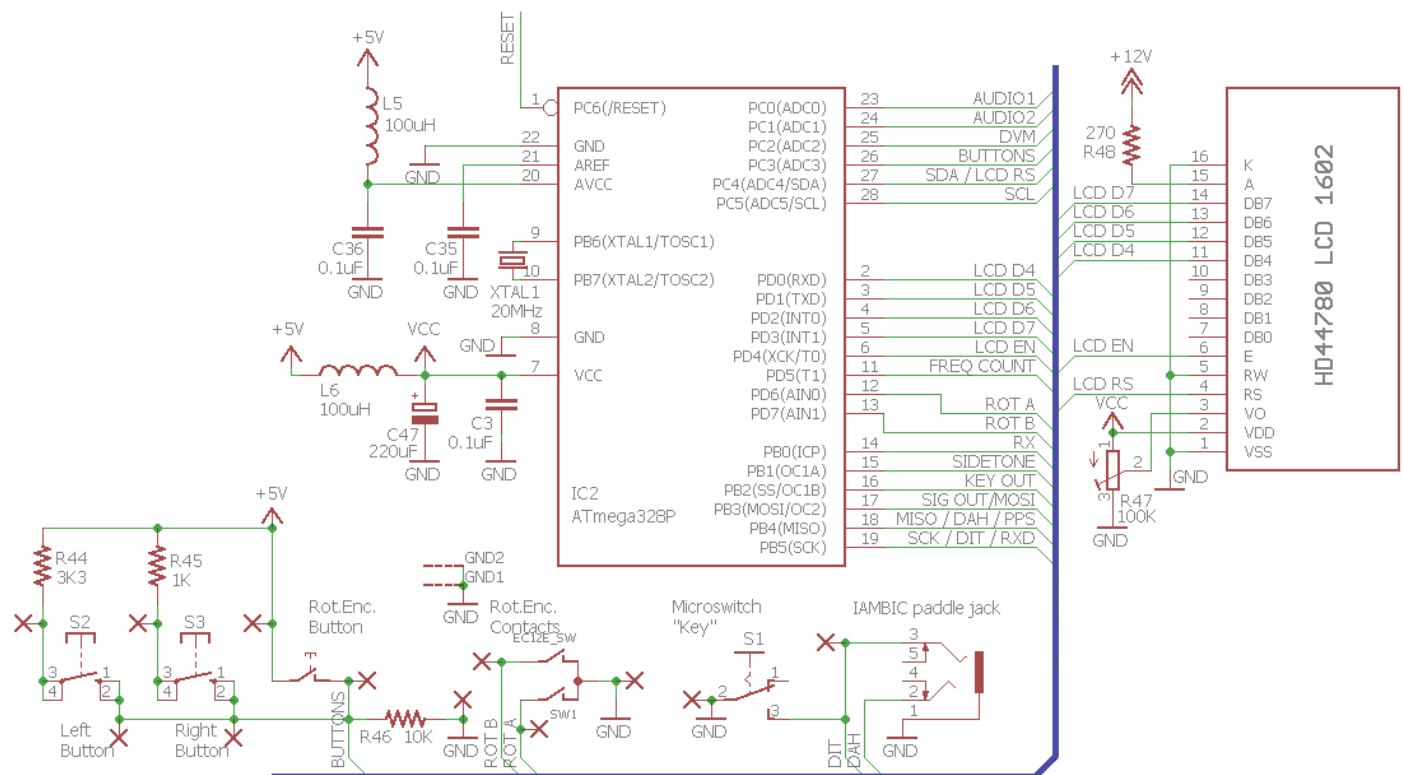 RESET
+5V
L5
100uH
C36
0.1uF
GND
C35
0.1uF
GND
GND
XTAL1
20MHz
+5V
VCC
L6
100uH
+
C47
220uF
GND
C3
0.1uF
GND
GND
1 PC6(/RESET)
22 GND
21 AREF
20 AVCC
9 PB6(XTAL1/TOSC1)
10 PB7(XTAL2/TOSC2)
8 GND
7 VCC
IC2
ATmega328P
PC0(ADC0) 23 AUDIO1
PC1(ADC1) 24 AUDIO2
PC2(ADC2) 25 DVM
PC3(ADC3) 26 BUTTONS
PC4(ADC4/SDA) 27 SDA / LCD RS
PC5(ADC5/SCL) 28 SCL
PD0(RXD) 2 LCD D4
PD1(TXD) 3 LCD D5
PD2(INT0) 4 LCD D6
PD3(INT1) 5 LCD D7
PD4(XCK/T0) 6 LCD EN
PD5(T1) 11 FREQ COUNT
PD6(AIN0) 12 ROT A
PD7(AIN1) 13 ROT B
PB0(ICP) 14 RX
PB1(OC1A) 15 SIDETONE
PB2(SS/OC1B) 16 KEY OUT
PB3(MOSI/OC2) 17 SIG OUT/MOSI
PB4(MISO) 18 MISO / DAH / PPS
PB5(SCK) 19 SCK / DIT / RXD
+12V
270
R48
16 K
15 A
LCD D7 14 DB7
LCD D6 13 DB6
LCD D5 12 DB5
LCD D4 11 DB4
10 DB3
9 DB2
8 DB1
7 DB0
LCD EN 6 E
5 RW
LCD RS 4 RS
3 VO
2 VDD
1 VSS
HD44780 LCD 1602
VCC
1
2
3
R47
100K
GND
GND
+5V
R44
3K3
R45
1K
S2
3 1
4 2
Left
Button
S3
3 1
4 2
Right
Button
Rot.Enc.
Button
BUTTONS
R46 10K
GND
GND2
GND1
GND
Rot.Enc.
Contacts
EC12E_SW
SW1
GND
ROT B
ROT A
Microswitch
"Key"
S1
2
1
3
GND
IAMBIC paddle jack
3
5
4
2
1
GND
DIT
DAH